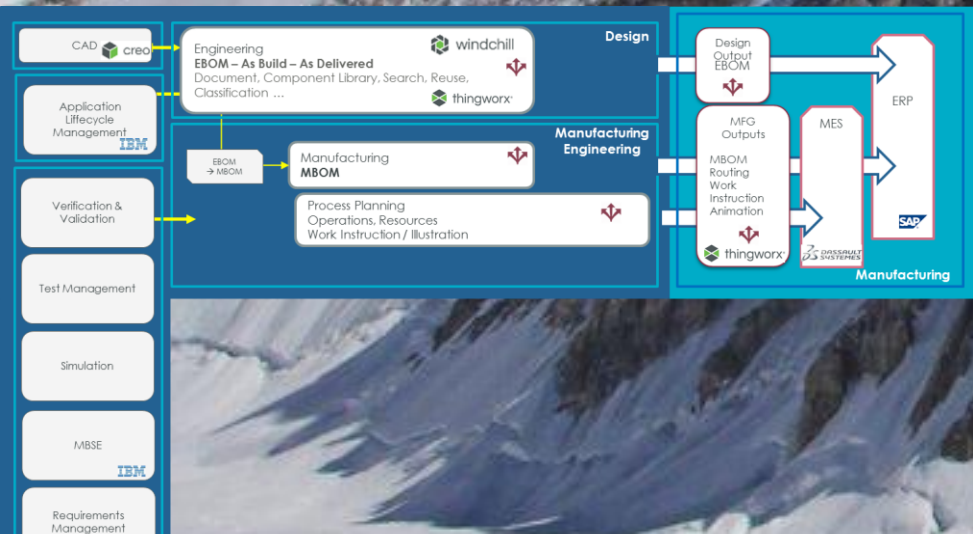 CAD creo
Application
Liffecycle
Management
IBM
Verification &
Validation
Test Management
Simulation
MBSE
IBM
Requirements
Management
Engineering
EBOM – As Build – As Delivered
Document, Component Library, Search, Reuse,
Classification ...
windchill
thingworx
Design
EBOM
→ MBOM
Manufacturing
MBOM
Manufacturing
Engineering
Process Planning
Operations, Resources
Work Instruction / Illustration
Design
Output
EBOM
MFG
Outputs
MBOM
Routing
Work
Instruction
Animation
thingworx
MES
DASSAULT
SYSTEMES
ERP
SAP
Manufacturing